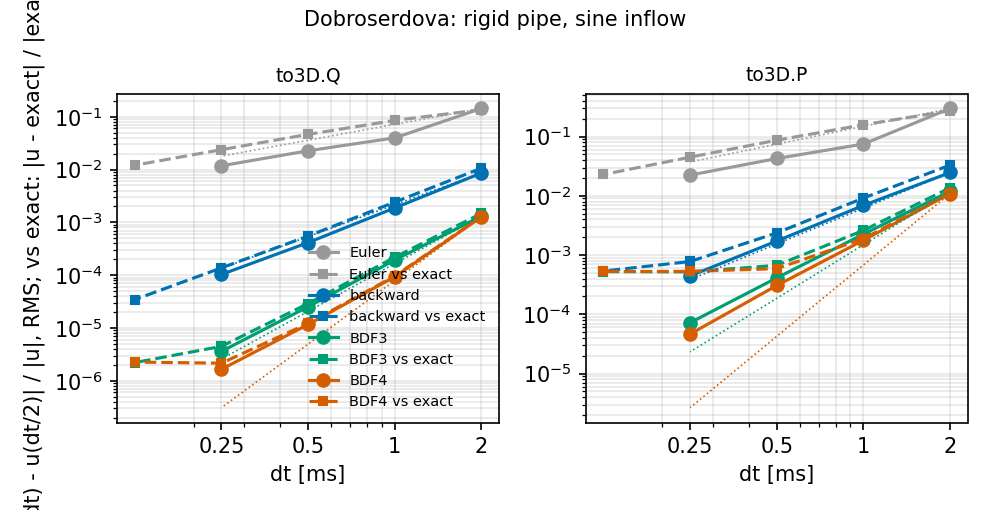 Dobroserdova: rigid pipe, sine inflow
to3D.Q
to3D.P
dt) - u(dt/2)| / |u|, RMS; vs exact: |u - exact| / |exa
10⁻¹
10⁻²
10⁻³
10⁻⁴
10⁻⁵
10⁻⁶
Euler
Euler vs exact
backward
backward vs exact
BDF3
BDF3 vs exact
BDF4
BDF4 vs exact
0.25 0.5 1 2
dt [ms]
10⁻¹
10⁻²
10⁻³
10⁻⁴
10⁻⁵
0.25 0.5 1 2
dt [ms]